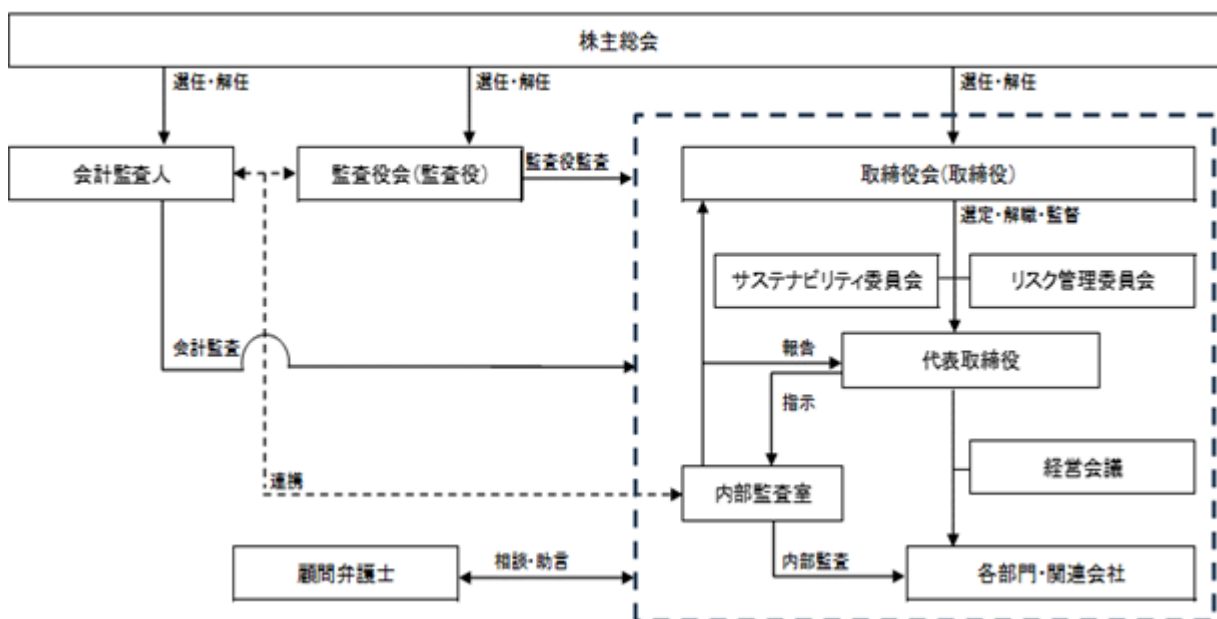 株主総会
選任・解任
選任・解任
選任・解任
会計監査人
監査役会(監査役)
監査役監査
取締役会(取締役)
選定・解職・監督
サステナビリティ委員会
リスク管理委員会
会計監査
報告
代表取締役
指示
経営会議
連携
内部監査室
顧問弁護士
相談・助言
内部監査
各部門・関連会社